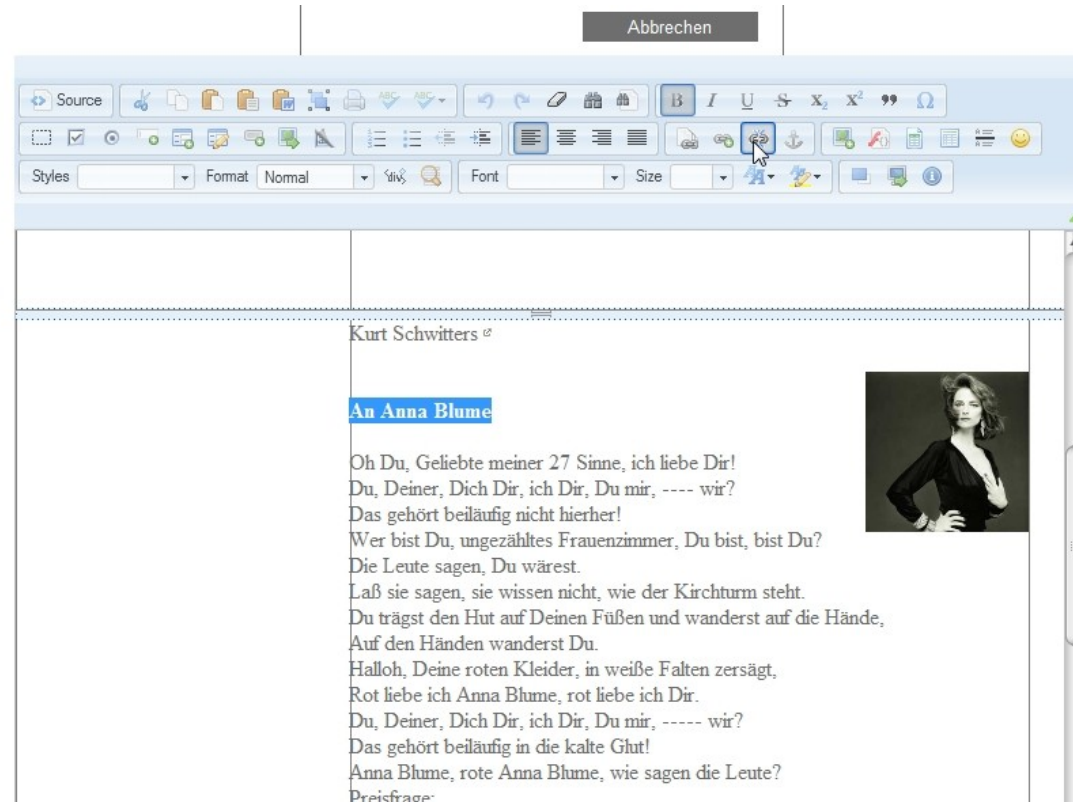 Abbrechen
Source ABC ABC B I U S X2 X2 Ω
Styles Format Normal div Font Size A
Kurt Schwitters
An Anna Blume
Oh Du, Geliebte meiner 27 Sinne, ich liebe Dir!
Du, Deiner, Dich Dir, ich Dir, Du mir, ---- wir?
Das gehört beiläufig nicht hierher!
Wer bist Du, ungezähltes Frauenzimmer, Du bist, bist Du?
Die Leute sagen, Du wärest.
Laß sie sagen, sie wissen nicht, wie der Kirchturm steht.
Du trägst den Hut auf Deinen Füßen und wanderst auf die Hände,
Auf den Händen wanderst Du.
Halloh, Deine roten Kleider, in weiße Falten zersägt,
Rot liebe ich Anna Blume, rot liebe ich Dir.
Du, Deiner, Dich Dir, ich Dir, Du mir, ----- wir?
Das gehört beiläufig in die kalte Glut!
Anna Blume, rote Anna Blume, wie sagen die Leute?
Preisfrage: